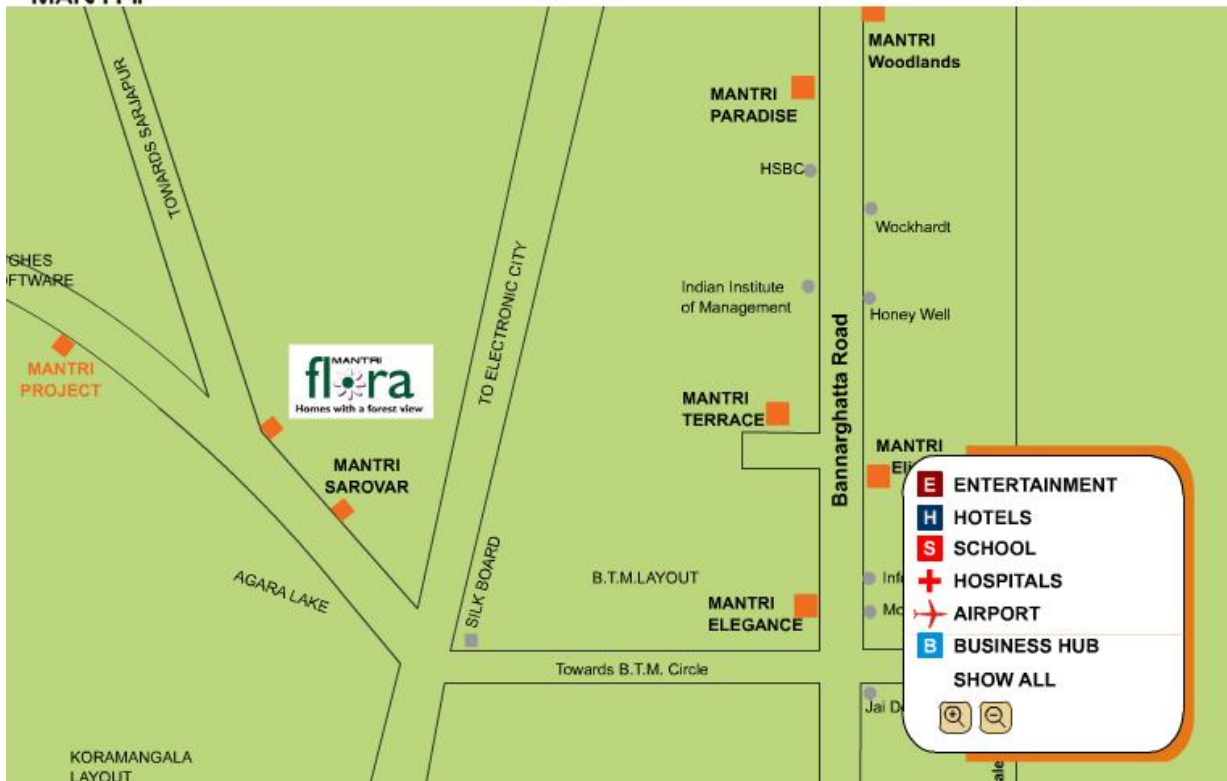 MANTRI
Woodlands
MANTRI
PARADISE
TOWARDS SARJAPUR
HSBC
Wockhardt
TO ELECTRONIC CITY
Indian Institute
of Management
Honey Well
Bannarghatta Road
MANTRI
PROJECT
MANTRI
flora
Homes with a forest view
MANTRI
TERRACE
MANTRI
MANTRI
SAROVAR
E ENTERTAINMENT
H HOTELS
S SCHOOL
HOSPITALS
AIRPORT
B BUSINESS HUB
SHOW ALL
AGARA LAKE
SILK BOARD
B.T.M.LAYOUT
MANTRI
ELEGANCE
Towards B.T.M. Circle
Jai
KORAMANGALA
LAYOUT